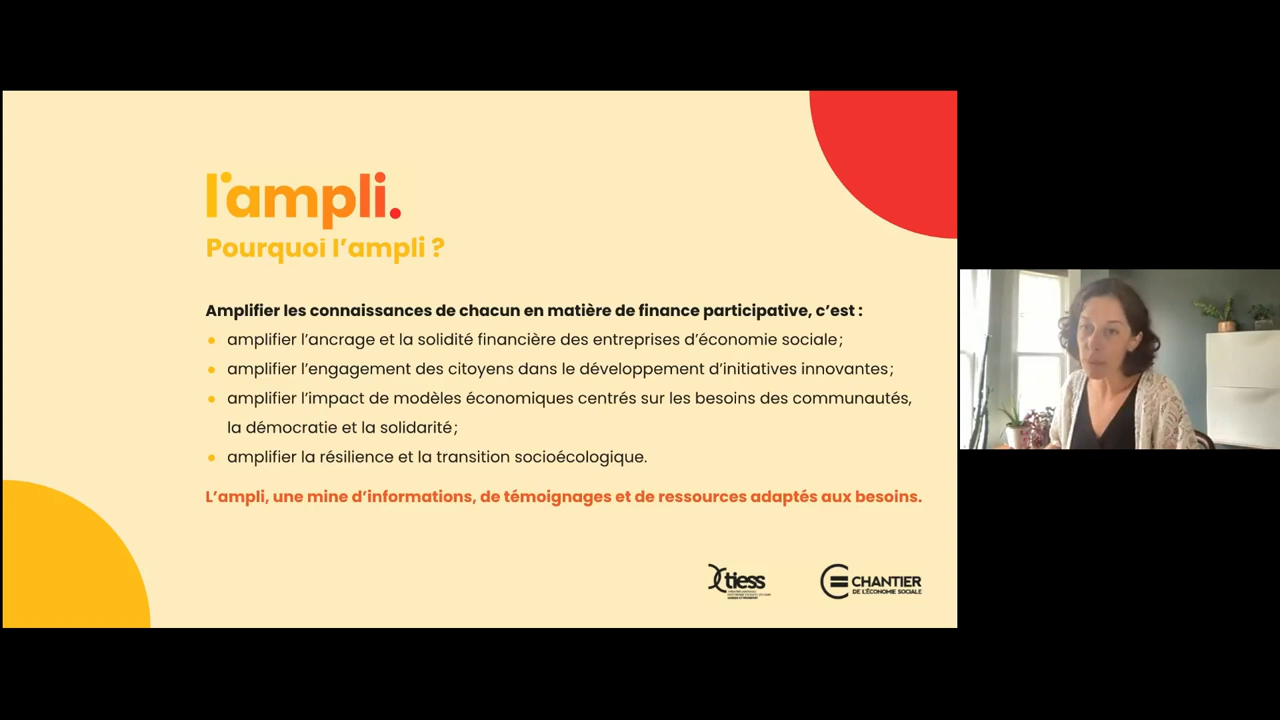 l'ampli.
Pourquoi l’ampli ?
Amplifier les connaissances de chacun en matière de finance participative, c’est :
• amplifier l’ancrage et la solidité financière des entreprises d’économie sociale ;
• amplifier l’engagement des citoyens dans le développement d’initiatives innovantes ;
• amplifier l’impact de modèles économiques centrés sur les besoins des communautés,
la démocratie et la solidarité ;
• amplifier la résilience et la transition socioécologique.
L’ampli, une mine d’informations, de témoignages et de ressources adaptés aux besoins.
tiess
CHANTIER
DE L’ÉCONOMIE SOCIALE